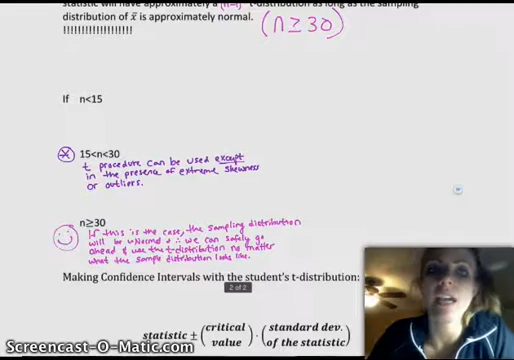 statistic will have approximately a (n-1) t-distribution as long as the sampling
distribution of x̄ is approximately normal.
(n ≥ 30)
!!!!!!!!!!!!!!!!!!!
If n<15
15<n<30
t procedure can be used except
in the presence of extreme skewness
or outliers.
n≥30
If this is the case, the sampling distribution
will be ≈Normal & ∴ we can safely go
ahead & use the t-distribution no matter
what the sample distribution looks like.
Making Confidence Intervals with the student's t-distribution:
2 of 2
statistic ± (critical value) · (standard dev. of the statistic)
Screencast-O-Matic.com